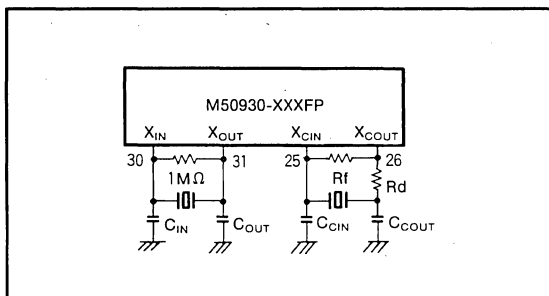 M50930-XXXFP
XIN XOUT XCIN XCOUT
30 31 25 26
1MΩ Rf Rd
CIN COUT CCIN CCOUT